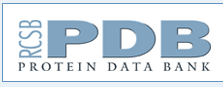 RCSB
PDB
PROTEIN DATA BANK